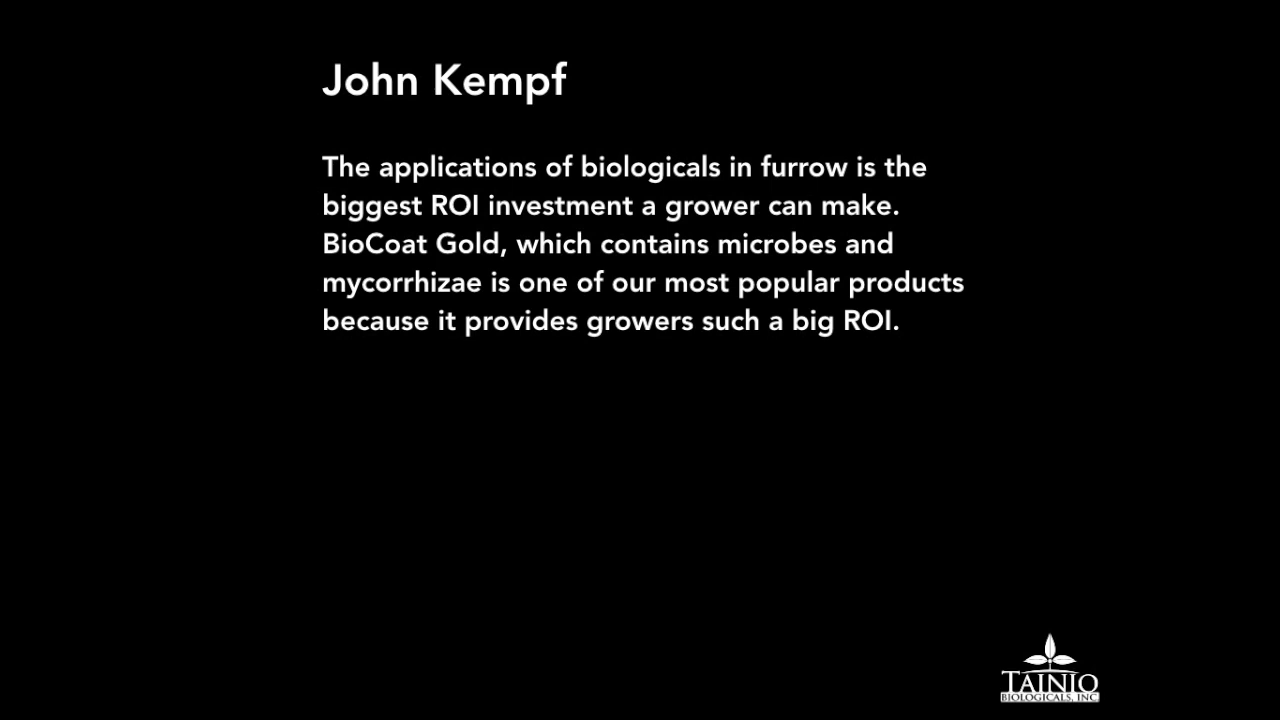 John Kempf
The applications of biologicals in furrow is the
biggest ROI investment a grower can make.
BioCoat Gold, which contains microbes and
mycorrhizae is one of our most popular products
because it provides growers such a big ROI.
TAINIO
BIOLOGICALS, INC